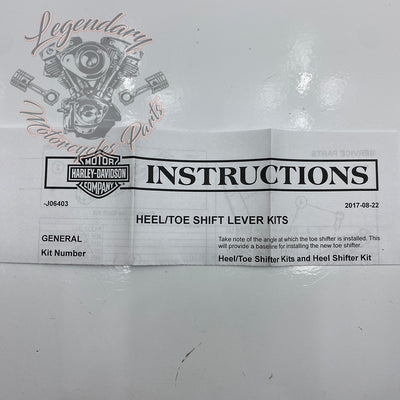 Legendary
Motorcycles Parts
MOTOR
HARLEY-DAVIDSON
COMPANY
INSTRUCTIONS
-J06403
2017-08-22
HEEL/TOE SHIFT LEVER KITS
GENERAL
Kit Number
Take note of the angle at which the toe shifter is installed. This
will provide a baseline for installing the new toe shifter.
Heel/Toe Shifter Kits and Heel Shifter Kit
SERVICE PARTS